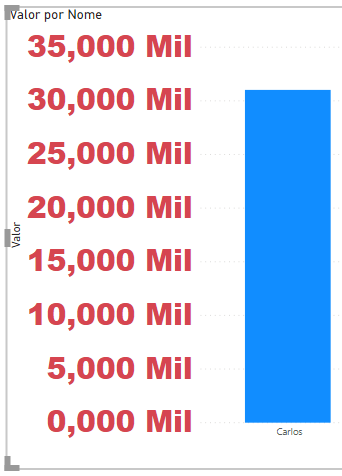 Valor por Nome
35,000 Mil
30,000 Mil
25,000 Mil
20,000 Mil
Valor
15,000 Mil
10,000 Mil
5,000 Mil
0,000 Mil
Carlos